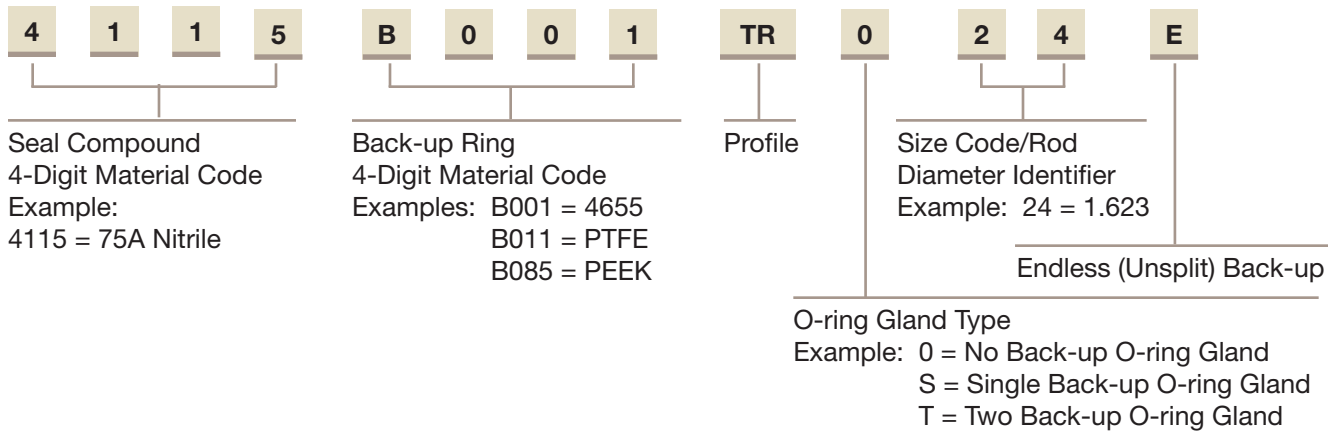 4 1 1 5 B 0 0 1 TR 0 2 4 E
Seal Compound
4-Digit Material Code
Example:
4115 = 75A Nitrile
Back-up Ring
4-Digit Material Code
Examples: B001 = 4655
B011 = PTFE
B085 = PEEK
Profile
Size Code/Rod
Diameter Identifier
Example: 24 = 1.623
Endless (Unsplit) Back-up
O-ring Gland Type
Example: 0 = No Back-up O-ring Gland
S = Single Back-up O-ring Gland
T = Two Back-up O-ring Gland